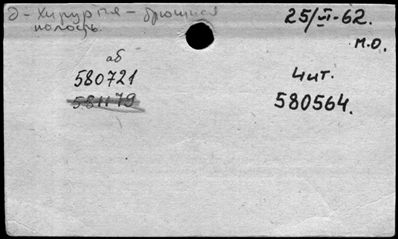 Э-Хирургия - брюшная
полость.
25/VI-62.
М.О.
аб
580721
581179
Чит.
580564.